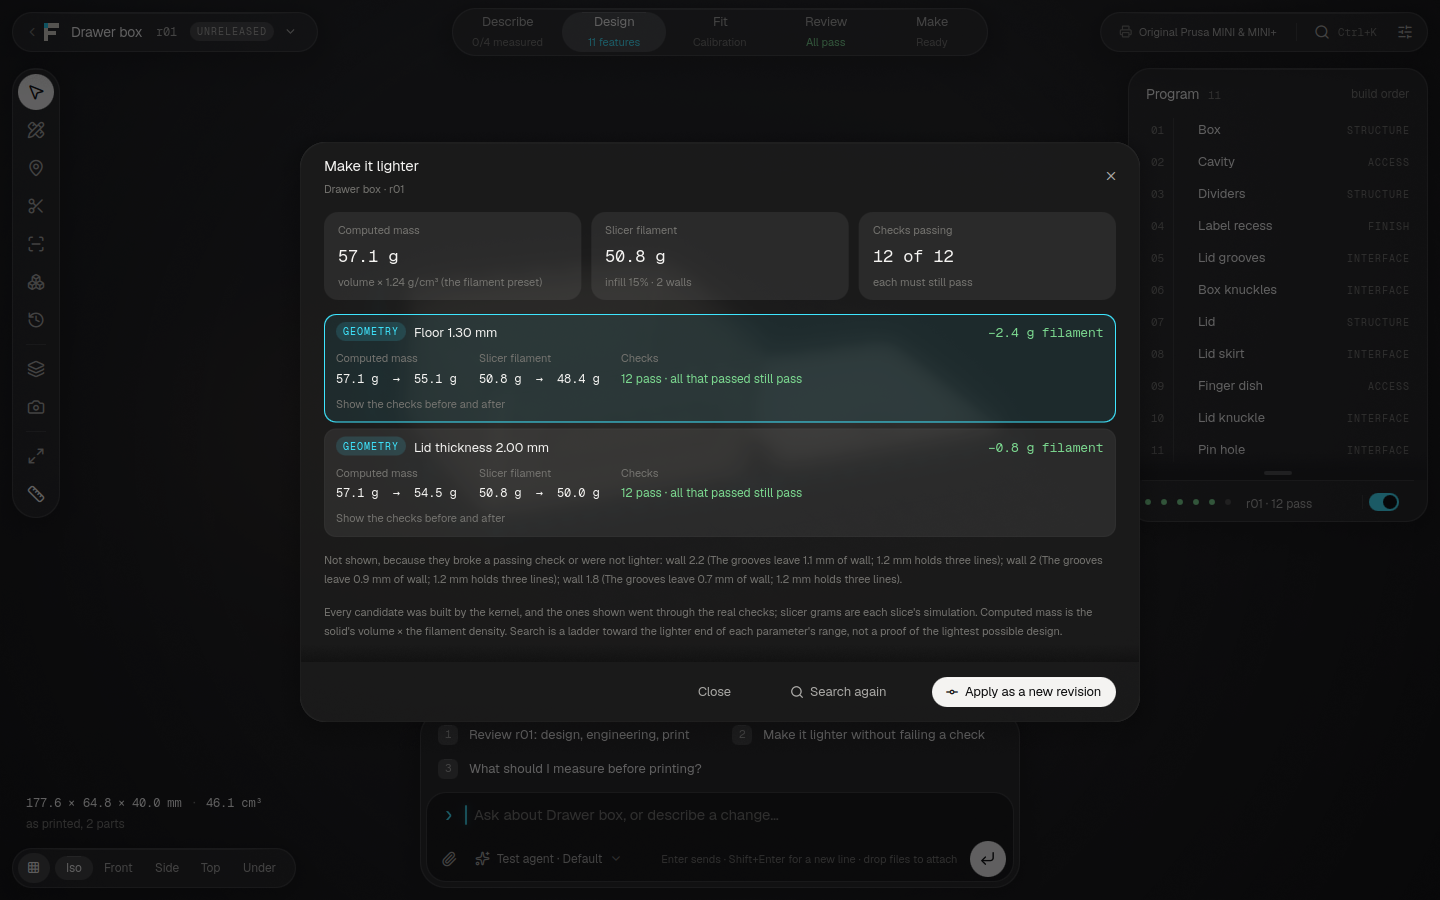 Drawer box r01 UNRELEASED
Describe
0/4 measured
Design
11 features
Fit
Calibration
Review
All pass
Make
Ready
Original Prusa MINI & MINI+
Ctrl+K
Program 11 build order
01 Box STRUCTURE
02 Cavity ACCESS
03 Dividers STRUCTURE
04 Label recess FINISH
05 Lid grooves INTERFACE
06 Box knuckles INTERFACE
07 Lid STRUCTURE
08 Lid skirt INTERFACE
09 Finger dish ACCESS
10 Lid knuckle INTERFACE
11 Pin hole INTERFACE
r01 · 12 pass
Make it lighter
Drawer box · r01
Computed mass
57.1 g
volume × 1.24 g/cm³ (the filament preset)
Slicer filament
50.8 g
infill 15% · 2 walls
Checks passing
12 of 12
each must still pass
GEOMETRY Floor 1.30 mm −2.4 g filament
Computed mass Slicer filament Checks
57.1 g → 55.1 g 50.8 g → 48.4 g 12 pass · all that passed still pass
Show the checks before and after
GEOMETRY Lid thickness 2.00 mm −0.8 g filament
Computed mass Slicer filament Checks
57.1 g → 54.5 g 50.8 g → 50.0 g 12 pass · all that passed still pass
Show the checks before and after
Not shown, because they broke a passing check or were not lighter: wall 2.2 (The grooves leave 1.1 mm of wall; 1.2 mm holds three lines); wall 2 (The grooves
leave 0.9 mm of wall; 1.2 mm holds three lines); wall 1.8 (The grooves leave 0.7 mm of wall; 1.2 mm holds three lines).
Every candidate was built by the kernel, and the ones shown went through the real checks; slicer grams are each slice's simulation. Computed mass is the
solid's volume × the filament density. Search is a ladder toward the lighter end of each parameter's range, not a proof of the lightest possible design.
Close Search again Apply as a new revision
1 Review r01: design, engineering, print
2 Make it lighter without failing a check
3 What should I measure before printing?
Ask about Drawer box, or describe a change...
Test agent · Default
Enter sends · Shift+Enter for a new line · drop files to attach
177.6 × 64.8 × 40.0 mm · 46.1 cm³
as printed, 2 parts
Iso Front Side Top Under